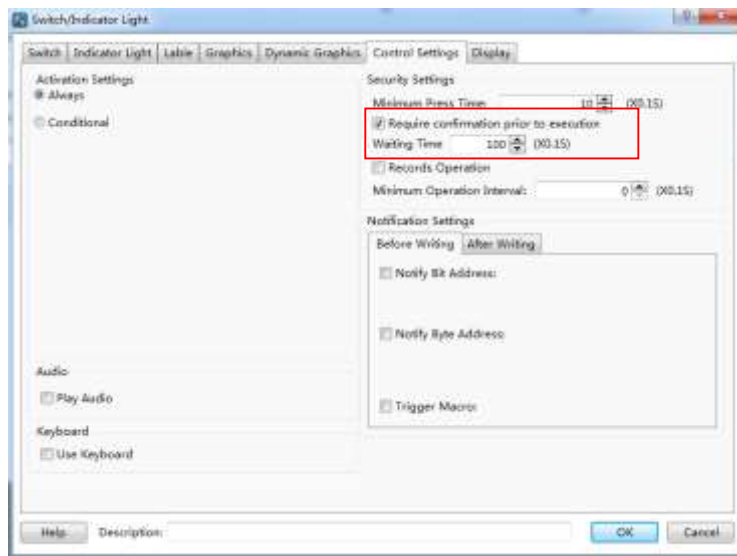 Switch/Indicator Light
Switch Indicator Light Lable Graphics Dynamic Graphics Control Settings Display
Activation Settings
Always
Conditional
Audio
Play Audio
Keyboard
Use Keyboard
Security Settings
Minimum Press Time: 10 (X0.1S)
Require confirmation prior to execution
Waiting Time 100 (X0.1S)
Records Operation
Minimum Operation Interval: 0 (X0.1S)
Notification Settings
Before Writing After Writing
Notify Bit Address:
Notify Byte Address:
Trigger Macro:
Help Description: OK Cancel